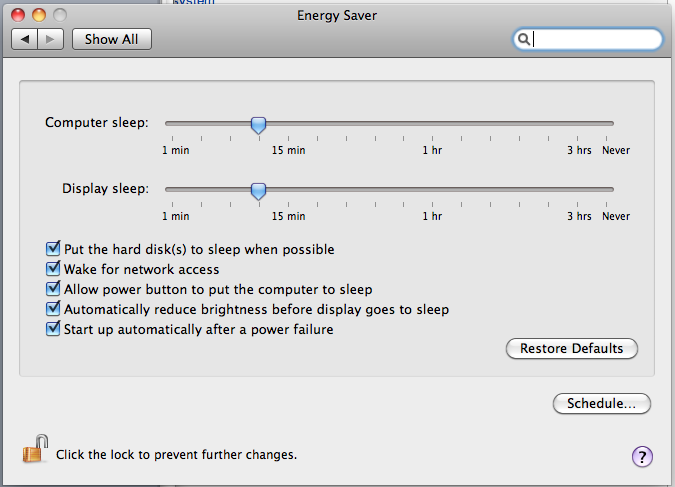 system
Energy Saver
Show All
Computer sleep:
1 min 15 min 1 hr 3 hrs Never
Display sleep:
1 min 15 min 1 hr 3 hrs Never
Put the hard disk(s) to sleep when possible
Wake for network access
Allow power button to put the computer to sleep
Automatically reduce brightness before display goes to sleep
Start up automatically after a power failure
Restore Defaults
Schedule...
Click the lock to prevent further changes.
?